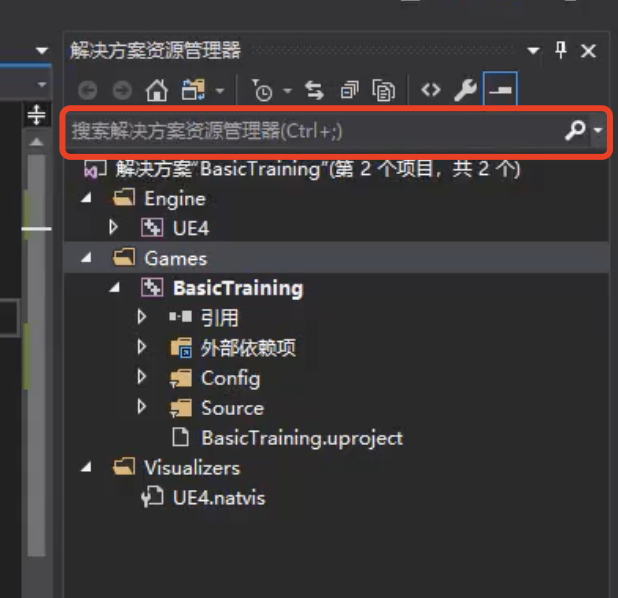 解决方案资源管理器
搜索解决方案资源管理器(Ctrl+;)
解决方案"BasicTraining"(第 2 个项目，共 2 个)
Engine
UE4
Games
BasicTraining
引用
外部依赖项
Config
Source
BasicTraining.uproject
Visualizers
UE4.natvis